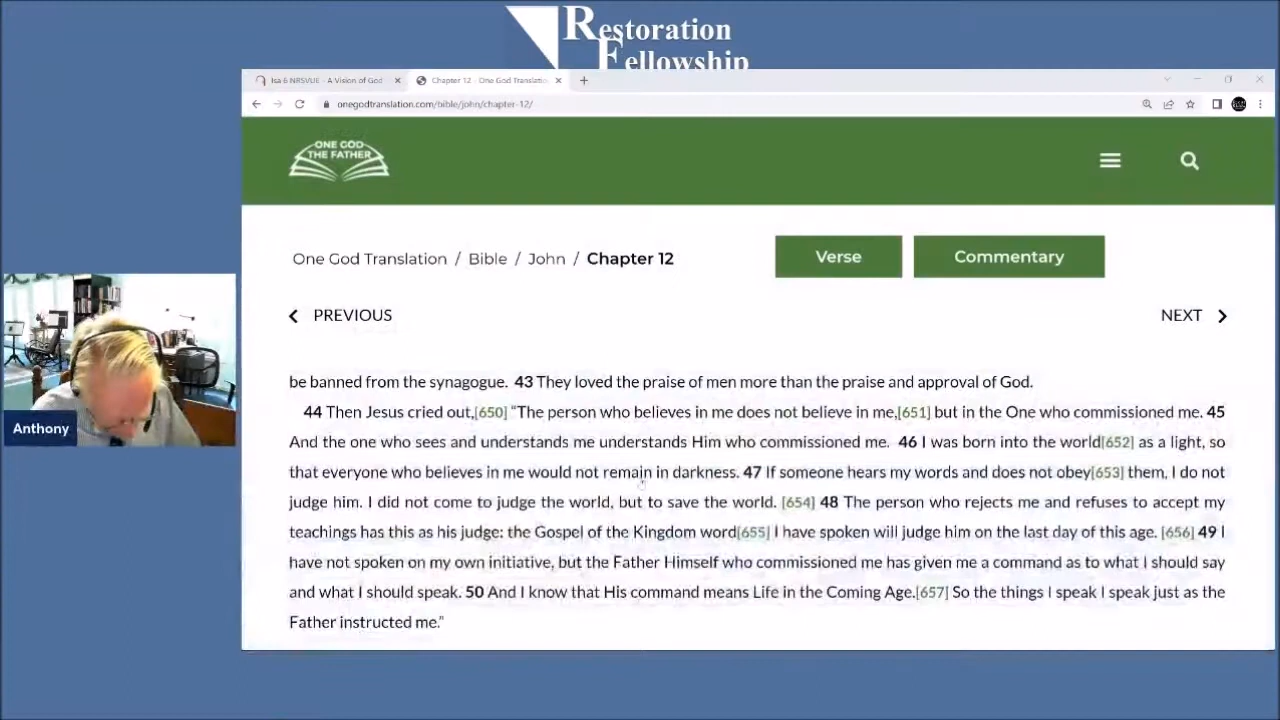 Restoration
Fellowship
Isa 6 NRSVUE - A Vision of God
Chapter 12 - One God Translatio
onegodtranslation.com/bible/john/chapter-12/
ONE GOD
THE FATHER
One God Translation / Bible / John / Chapter 12
Verse
Commentary
PREVIOUS
NEXT
be banned from the synagogue. 43 They loved the praise of men more than the praise and approval of God.
44 Then Jesus cried out,[650] “The person who believes in me does not believe in me,[651] but in the One who commissioned me. 45
And the one who sees and understands me understands Him who commissioned me. 46 I was born into the world[652] as a light, so
that everyone who believes in me would not remain in darkness. 47 If someone hears my words and does not obey[653] them, I do not
judge him. I did not come to judge the world, but to save the world. [654] 48 The person who rejects me and refuses to accept my
teachings has this as his judge: the Gospel of the Kingdom word[655] I have spoken will judge him on the last day of this age. [656] 49 I
have not spoken on my own initiative, but the Father Himself who commissioned me has given me a command as to what I should say
and what I should speak. 50 And I know that His command means Life in the Coming Age.[657] So the things I speak I speak just as the
Father instructed me.”
Anthony